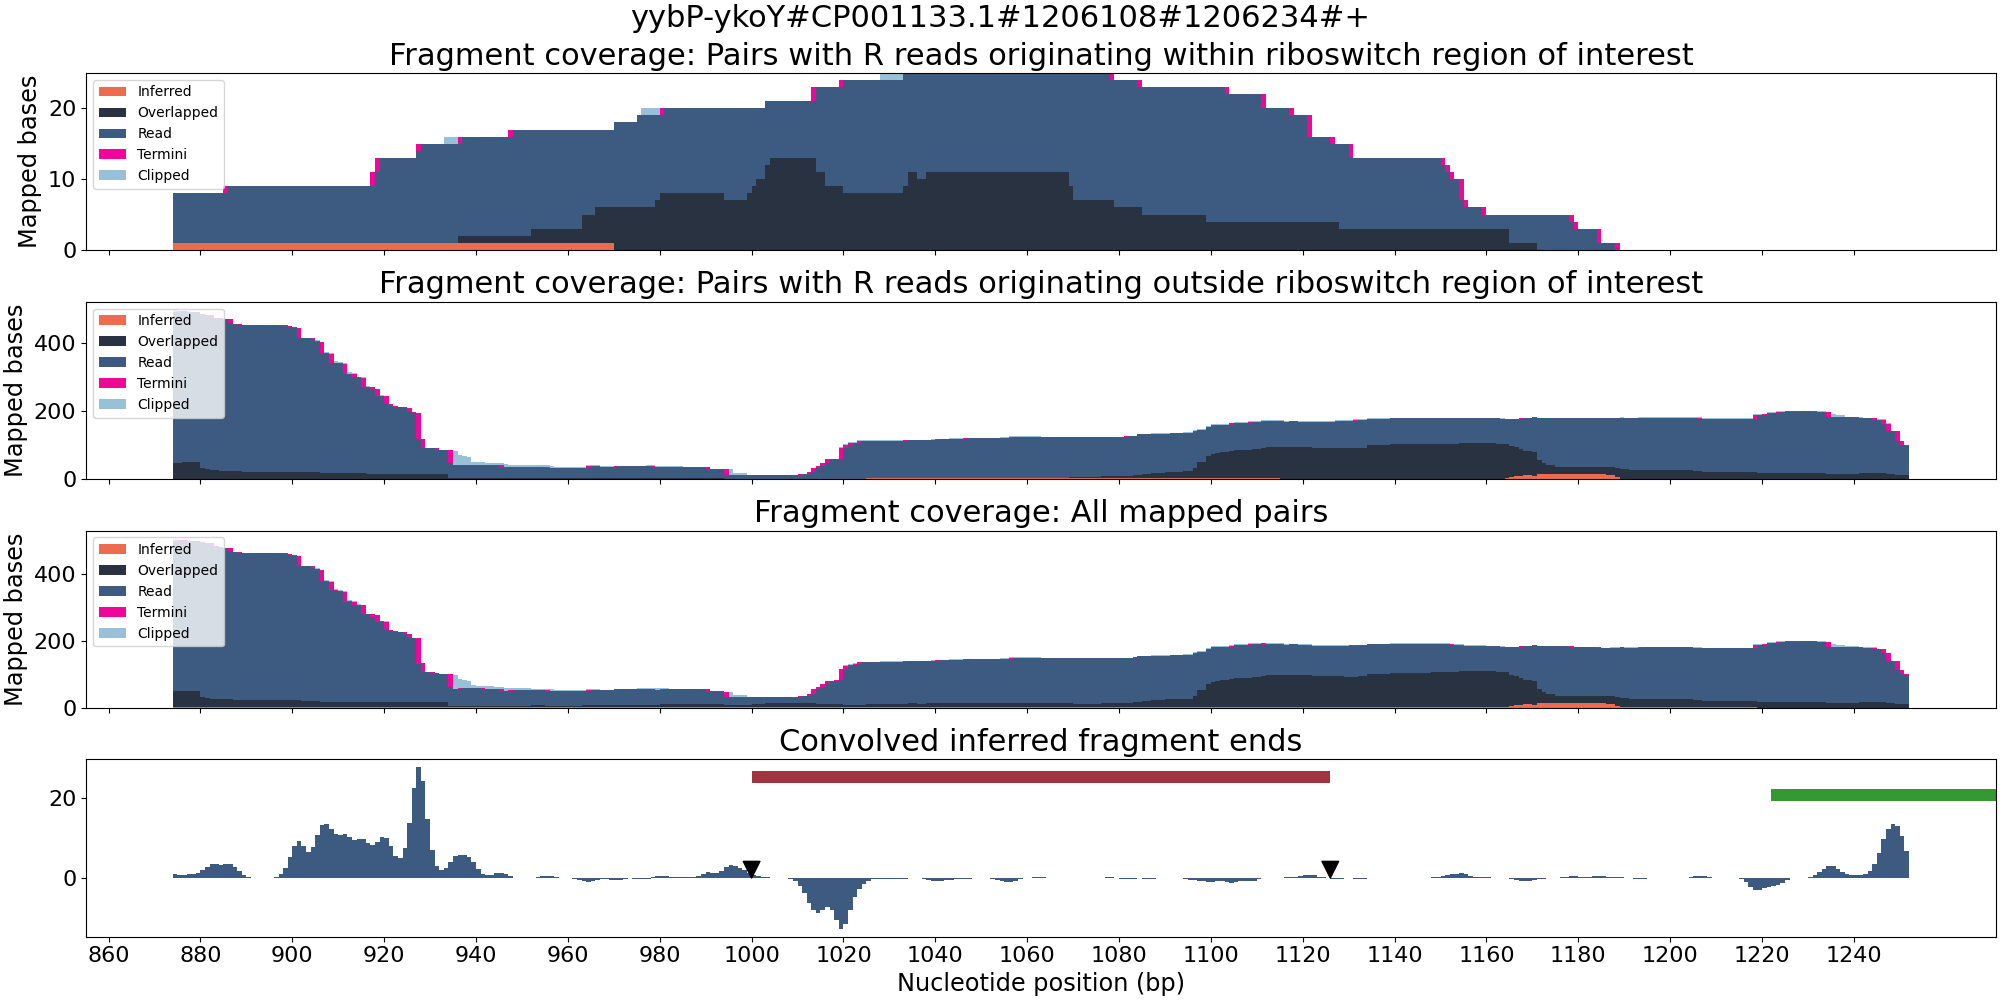 yybP-ykoY#CP001133.1#1206108#1206234#+
Fragment coverage: Pairs with R reads originating within riboswitch region of interest
Mapped bases
20
10
0
Inferred
Overlapped
Read
Termini
Clipped
Fragment coverage: Pairs with R reads originating outside riboswitch region of interest
Mapped bases
400
200
0
Inferred
Overlapped
Read
Termini
Clipped
Fragment coverage: All mapped pairs
Mapped bases
400
200
0
Inferred
Overlapped
Read
Termini
Clipped
Convolved inferred fragment ends
20
0
860 880 900 920 940 960 980 1000 1020 1040 1060 1080 1100 1120 1140 1160 1180 1200 1220 1240
Nucleotide position (bp)